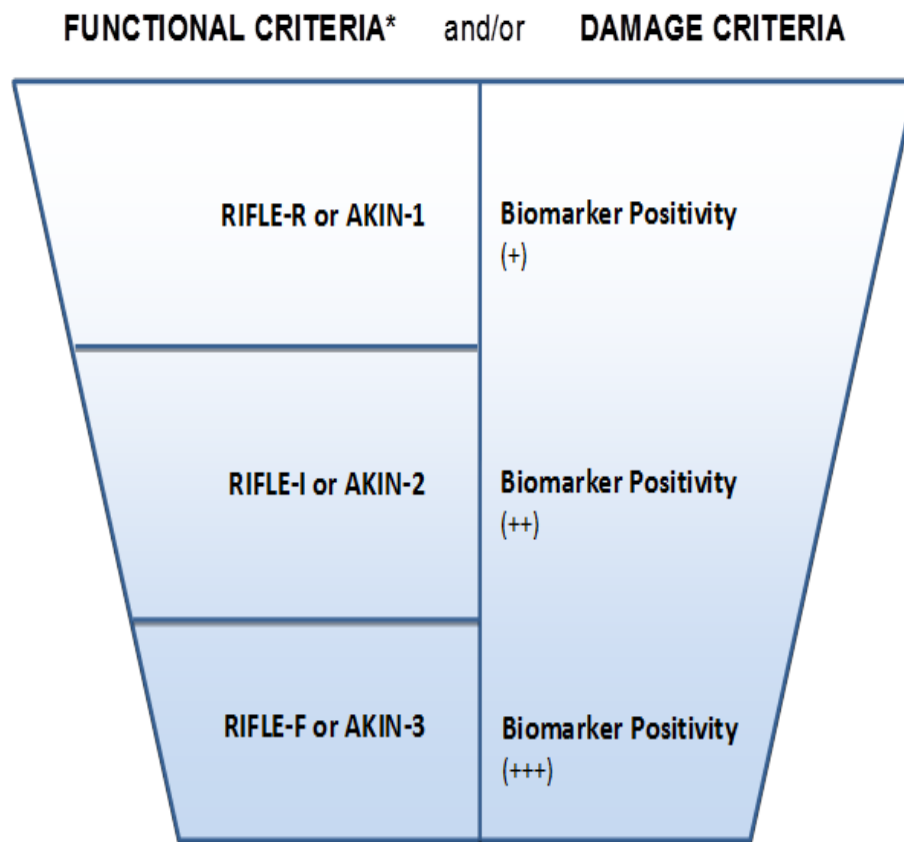 FUNCTIONAL CRITERIA* and/or DAMAGE CRITERIA
RIFLE-R or AKIN-1
Biomarker Positivity
(+)
RIFLE-I or AKIN-2
Biomarker Positivity
(++)
RIFLE-F or AKIN-3
Biomarker Positivity
(+++)